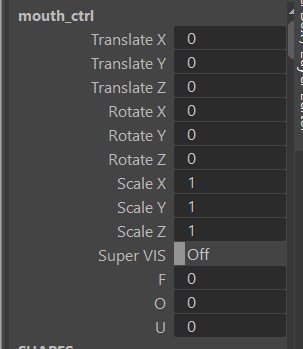 mouth_ctrl
Translate X 0
Translate Y 0
Translate Z 0
Rotate X 0
Rotate Y 0
Rotate Z 0
Scale X 1
Scale Y 1
Scale Z 1
Super VIS Off
F 0
O 0
U 0